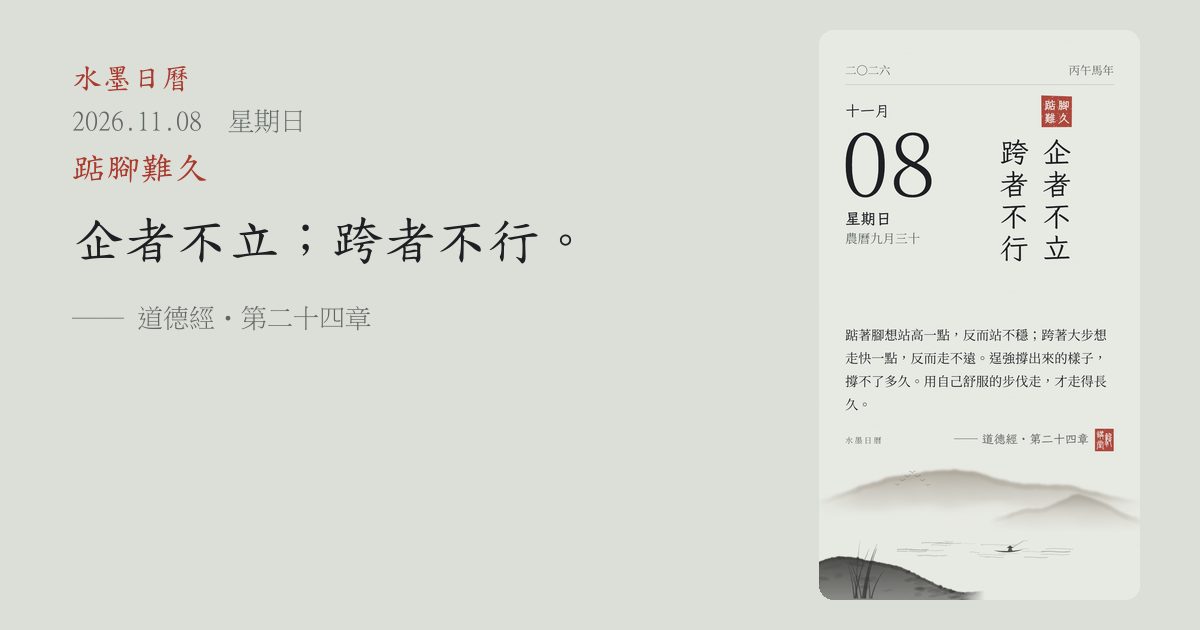 水墨日曆
2026.11.08　星期日
踮腳難久
企者不立；跨者不行。
—— 道德經・第二十四章
二〇二六
丙午馬年
十一月
08
星期日
農曆九月三十
踮難
腳久
企者不立
跨者不行
踮著腳想站高一點，反而站不穩；跨著大步想
走快一點，反而走不遠。逞強撐出來的樣子，
撐不了多久。用自己舒服的步伐走，才走得長
久。
水墨日曆
—— 道德經・第二十四章